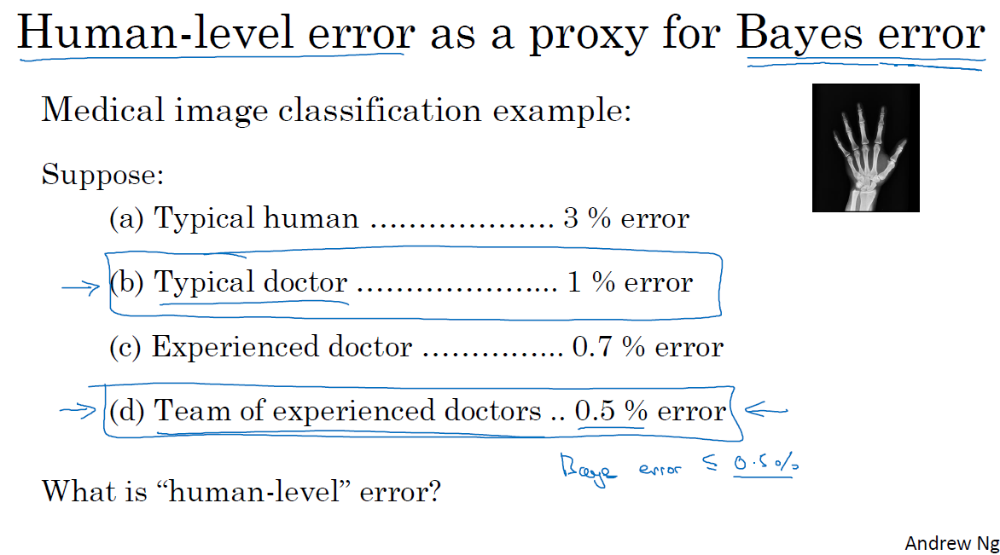 Human-level error as a proxy for Bayes error
Medical image classification example:
Suppose:
(a) Typical human ................... 3 % error
(b) Typical doctor ..................... 1 % error
(c) Experienced doctor ............... 0.7 % error
(d) Team of experienced doctors .. 0.5 % error
Baye error ≤ 0.5%
What is “human-level” error?
Andrew Ng